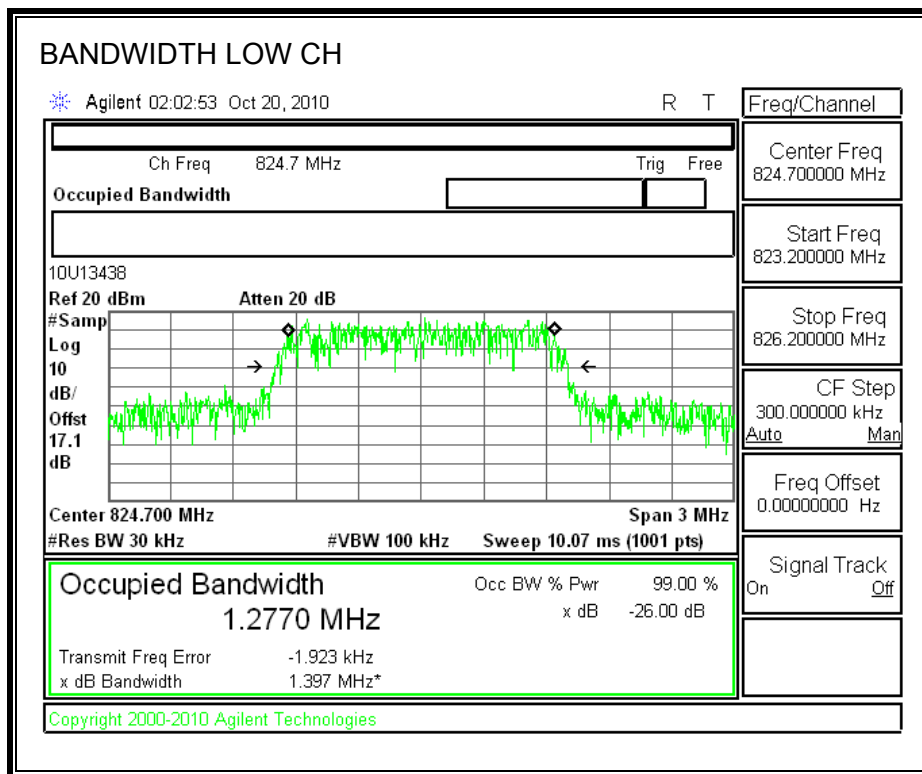 BANDWIDTH LOW CH
Agilent 02:02:53 Oct 20, 2010 R T
Freq/Channel
Ch Freq 824.7 MHz Trig Free
Occupied Bandwidth
Center Freq
824.700000 MHz
Start Freq
823.200000 MHz
Stop Freq
826.200000 MHz
CF Step
300.000000 kHz
Auto Man
Freq Offset
0.00000000 Hz
Signal Track
On Off
10U13438
Ref 20 dBm Atten 20 dB
#Samp
Log
10
dB/
Offst
17.1
dB
Center 824.700 MHz Span 3 MHz
#Res BW 30 kHz #VBW 100 kHz Sweep 10.07 ms (1001 pts)
Occupied Bandwidth Occ BW % Pwr 99.00 %
1.2770 MHz x dB -26.00 dB
Transmit Freq Error -1.923 kHz
x dB Bandwidth 1.397 MHz*
Copyright 2000-2010 Agilent Technologies